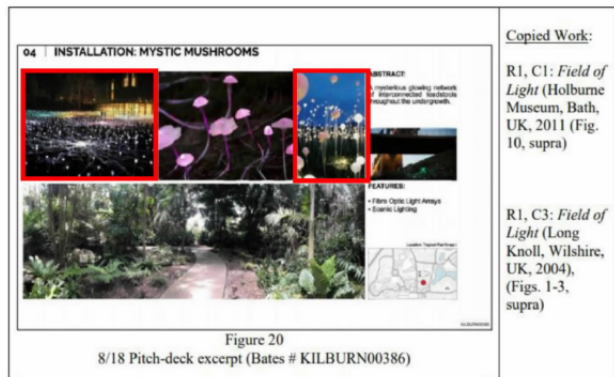 04 | INSTALLATION: MYSTIC MUSHROOMS
ABSTRACT:
mysterious glowing network
of interconnected toadstools
throughout the undergrowth.
FEATURES:
• Fibre Optic Light Arrays
• Scenic Lighting
KILBURN00386
Figure 20
8/18 Pitch-deck excerpt (Bates # KILBURN00386)
Copied Work:
R1, C1: Field of
Light (Holburne
Museum, Bath,
UK, 2011 (Fig.
10, supra)
R1, C3: Field of
Light (Long
Knoll, Wilshire,
UK, 2004),
(Figs. 1-3,
supra)